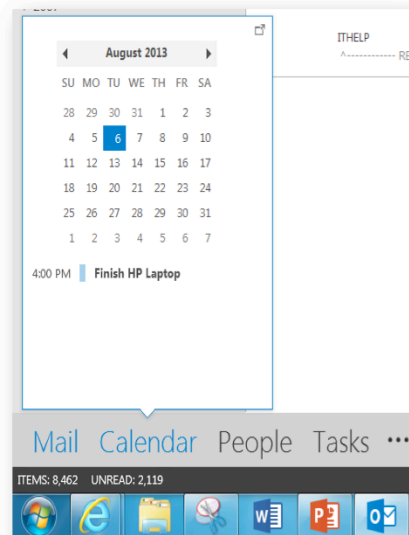 2007
ITHELP
^------------ RE
August 2013
SU MO TU WE TH FR SA
28 29 30 31 1 2 3
4 5 6 7 8 9 10
11 12 13 14 15 16 17
18 19 20 21 22 23 24
25 26 27 28 29 30 31
1 2 3 4 5 6 7
4:00 PM Finish HP Laptop
Mail Calendar People Tasks •••
ITEMS: 8,462 UNREAD: 2,119